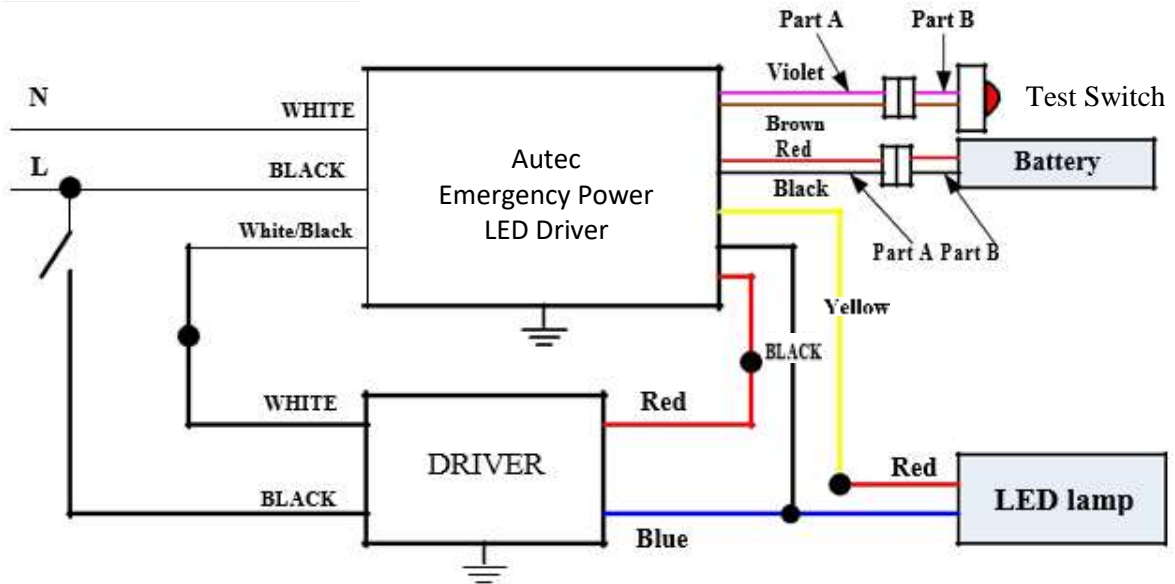 Part A
Part B
N
WHITE
Violet
Test Switch
Brown
L
BLACK
Autec
Emergency Power
LED Driver
Red
Battery
Black
White/Black
Part A Part B
Yellow
BLACK
WHITE
Red
DRIVER
Red
LED lamp
BLACK
Blue